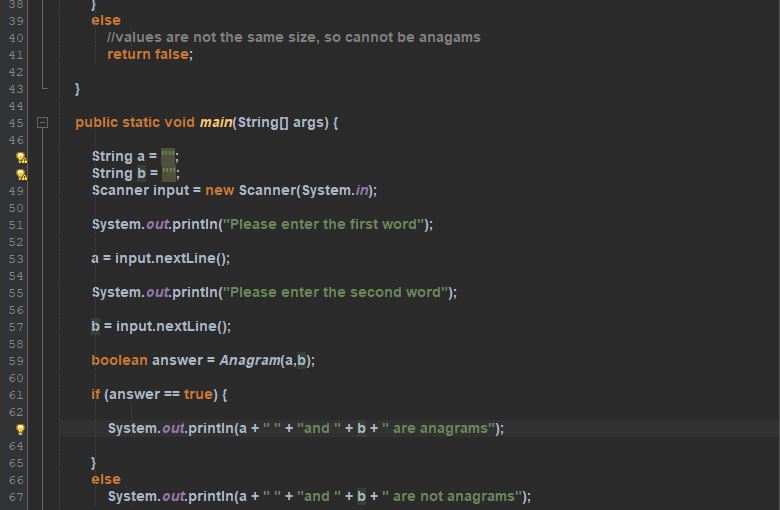 38 }
39 else
40 //values are not the same size, so cannot be anagams
41 return false;
42
43 }
44
45 public static void main(String[] args) {
46
String a = "";
String b = "";
49 Scanner input = new Scanner(System.in);
50
51 System.out.println("Please enter the first word");
52
53 a = input.nextLine();
54
55 System.out.println("Please enter the second word");
56
57 b = input.nextLine();
58
59 boolean answer = Anagram(a,b);
60
61 if (answer == true) {
62
System.out.println(a + " " + "and " + b + " are anagrams");
64
65 }
66 else
67 System.out.println(a + " " + "and " + b + " are not anagrams");